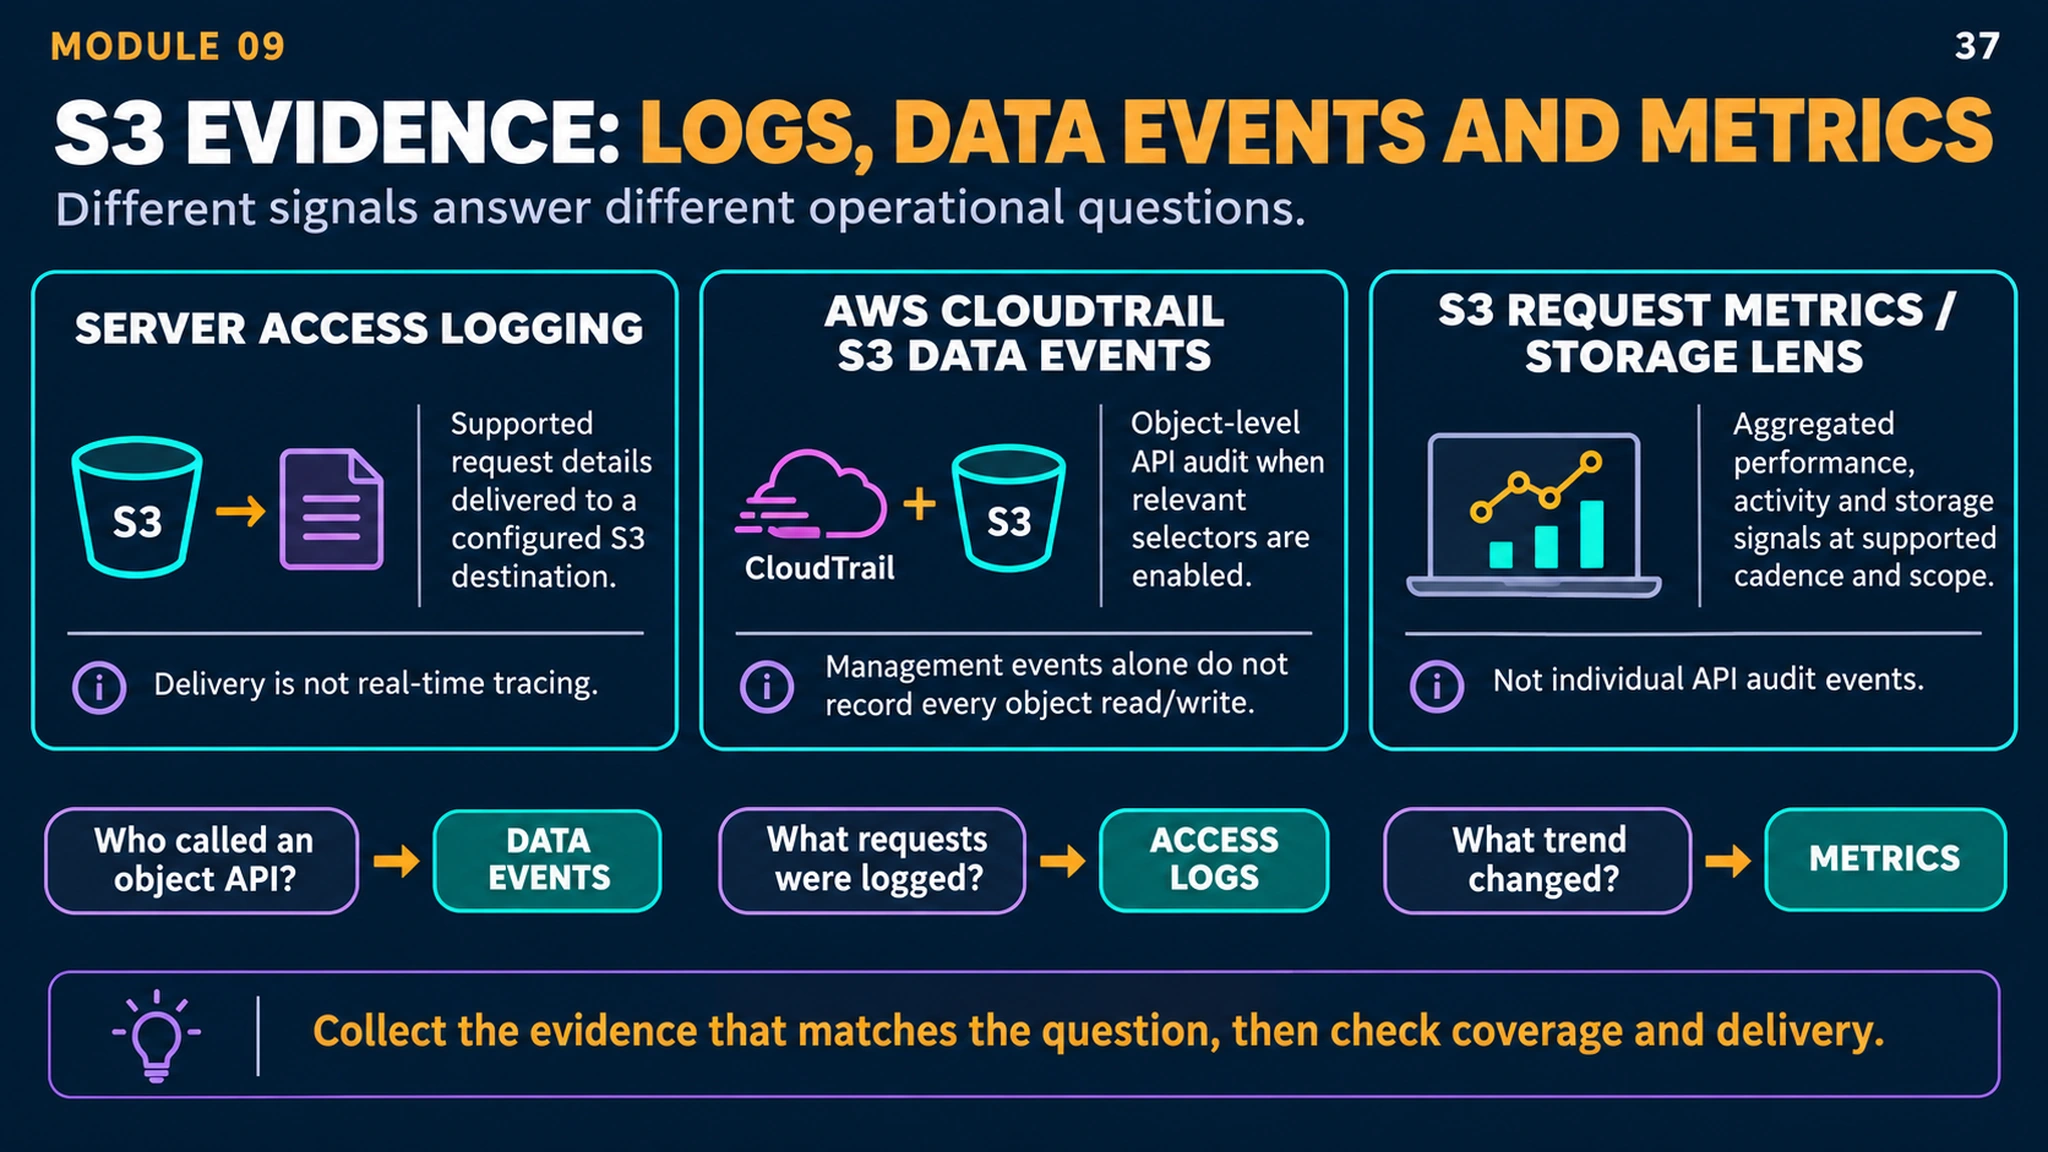 MODULE 09
37
S3 EVIDENCE: LOGS, DATA EVENTS AND METRICS
Different signals answer different operational questions.
SERVER ACCESS LOGGING
S3
Supported
request details
delivered to a
configured S3
destination.
Delivery is not real-time tracing.
AWS CLOUDTRAIL
S3 DATA EVENTS
CloudTrail
S3
Object-level
API audit when
relevant
selectors are
enabled.
Management events alone do not
record every object read/write.
S3 REQUEST METRICS /
STORAGE LENS
Aggregated
performance,
activity and storage
signals at supported
cadence and scope.
Not individual API audit events.
Who called an
object API?
DATA
EVENTS
What requests
were logged?
ACCESS
LOGS
What trend
changed?
METRICS
Collect the evidence that matches the question, then check coverage and delivery.